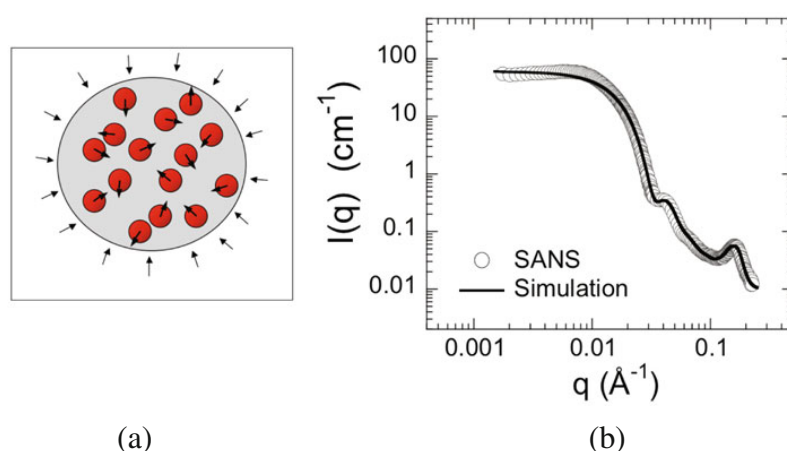 (b)
100
10
1
0.1
0.01
I(q) (cm⁻¹)
SANS
Simulation
0.001 0.01 0.1
q (Å⁻¹)
(a) (b)